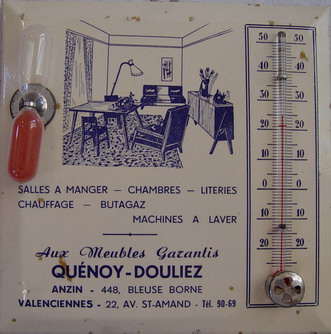 SALLES A MANGER — CHAMBRES — LITERIES
CHAUFFAGE — BUTAGAZ
MACHINES A LAVER
Aux Meubles Garantis
QUÉNOY-DOULIEZ
ANZIN - 448, BLEUSE BORNE
VALENCIENNES - 22, AV. ST-AMAND - Tél. 90-69
50 50
40 40
30 30
20 20
10 10
0 0
10 10
20 20